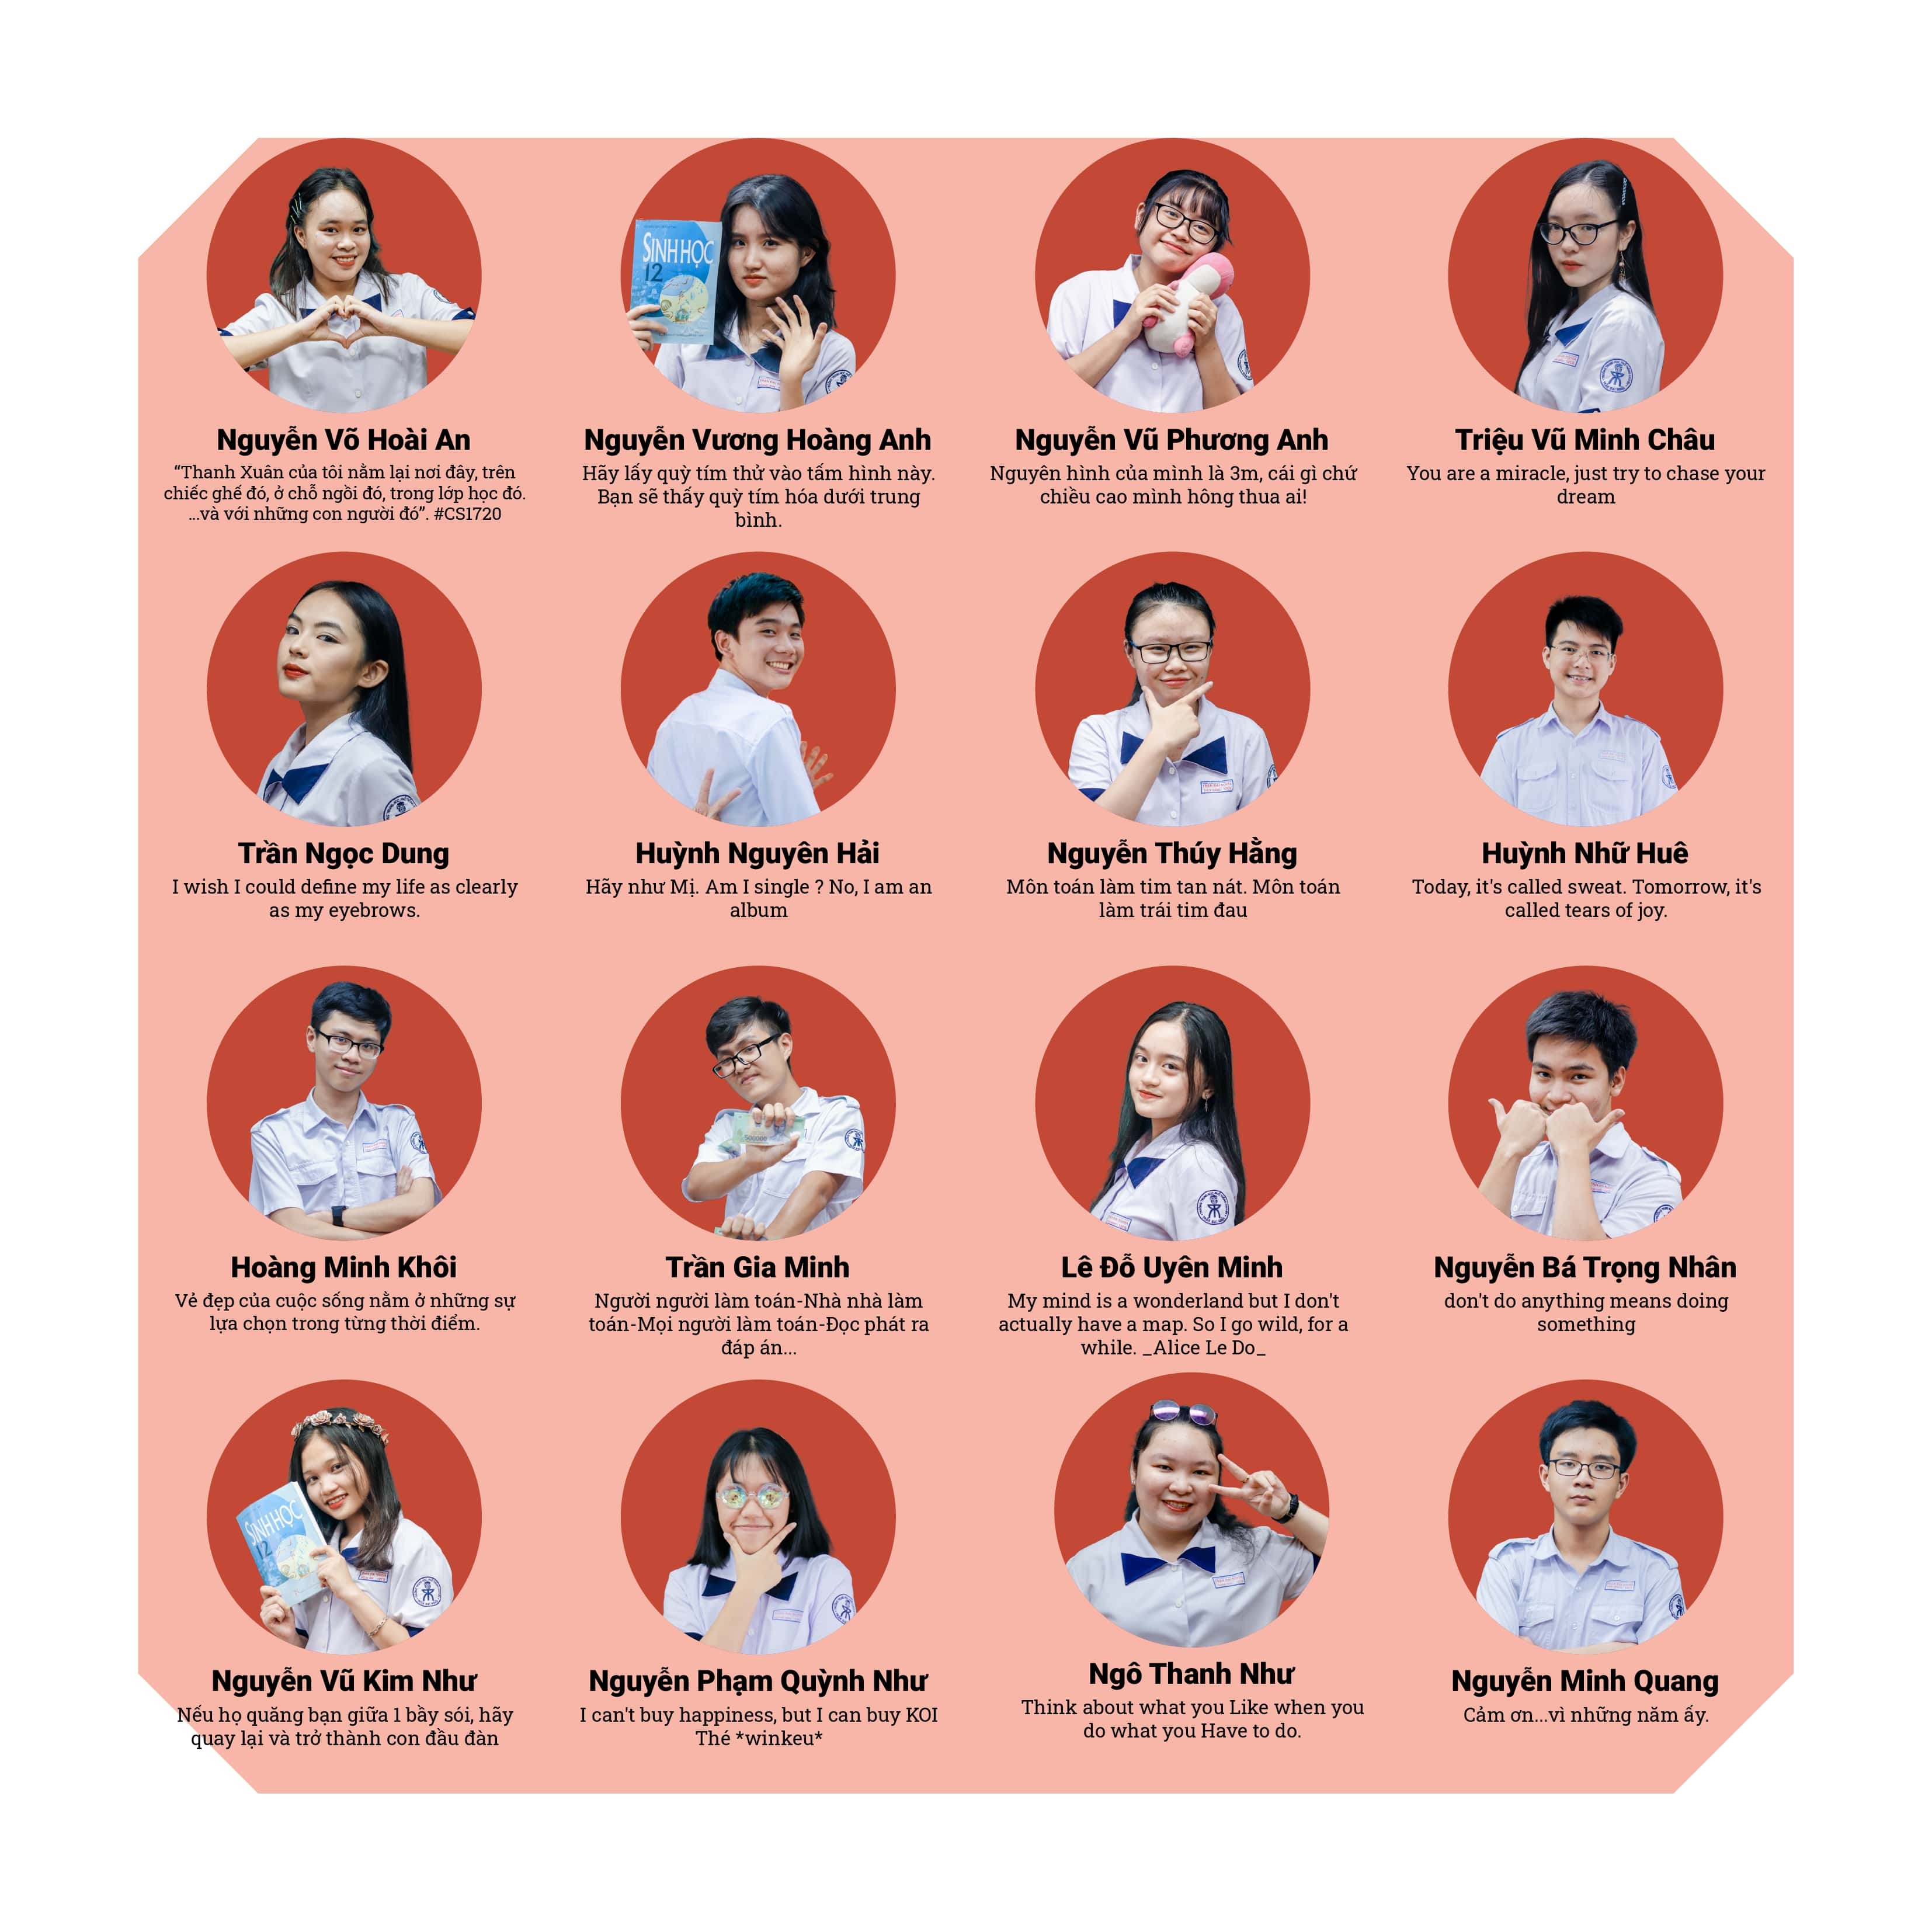 SINH HỌC
12
Nguyễn Võ Hoài An
“Thanh Xuân của tôi nằm lại nơi đây, trên
chiếc ghế đó, ở chỗ ngồi đó, trong lớp học đó.
...và với những con người đó”. #CS1720
Nguyễn Vương Hoàng Anh
Hãy lấy quỳ tím thử vào tấm hình này.
Bạn sẽ thấy quỳ tím hóa dưới trung
bình.
Nguyễn Vũ Phương Anh
Nguyên hình của mình là 3m, cái gì chứ
chiều cao mình hông thua ai!
Triệu Vũ Minh Châu
You are a miracle, just try to chase your
dream
Trần Ngọc Dung
I wish I could define my life as clearly
as my eyebrows.
Huỳnh Nguyên Hải
Hãy như Mị. Am I single ? No, I am an
album
Nguyễn Thúy Hằng
Môn toán làm tim tan nát. Môn toán
làm trái tim đau
Huỳnh Nhữ Huê
Today, it's called sweat. Tomorrow, it's
called tears of joy.
Hoàng Minh Khôi
Vẻ đẹp của cuộc sống nằm ở những sự
lựa chọn trong từng thời điểm.
Trần Gia Minh
Người người làm toán-Nhà nhà làm
toán-Mọi người làm toán-Đọc phát ra
đáp án...
Lê Đỗ Uyên Minh
My mind is a wonderland but I don't
actually have a map. So I go wild, for a
while. _Alice Le Do_
Nguyễn Bá Trọng Nhân
don't do anything means doing
something
SINH HỌC
12
Nguyễn Vũ Kim Như
Nếu họ quăng bạn giữa 1 bầy sói, hãy
quay lại và trở thành con đầu đàn
Nguyễn Phạm Quỳnh Như
I can't buy happiness, but I can buy KOI
Thé *winkeu*
Ngô Thanh Như
Think about what you Like when you
do what you Have to do.
Nguyễn Minh Quang
Cảm ơn...vì những năm ấy.